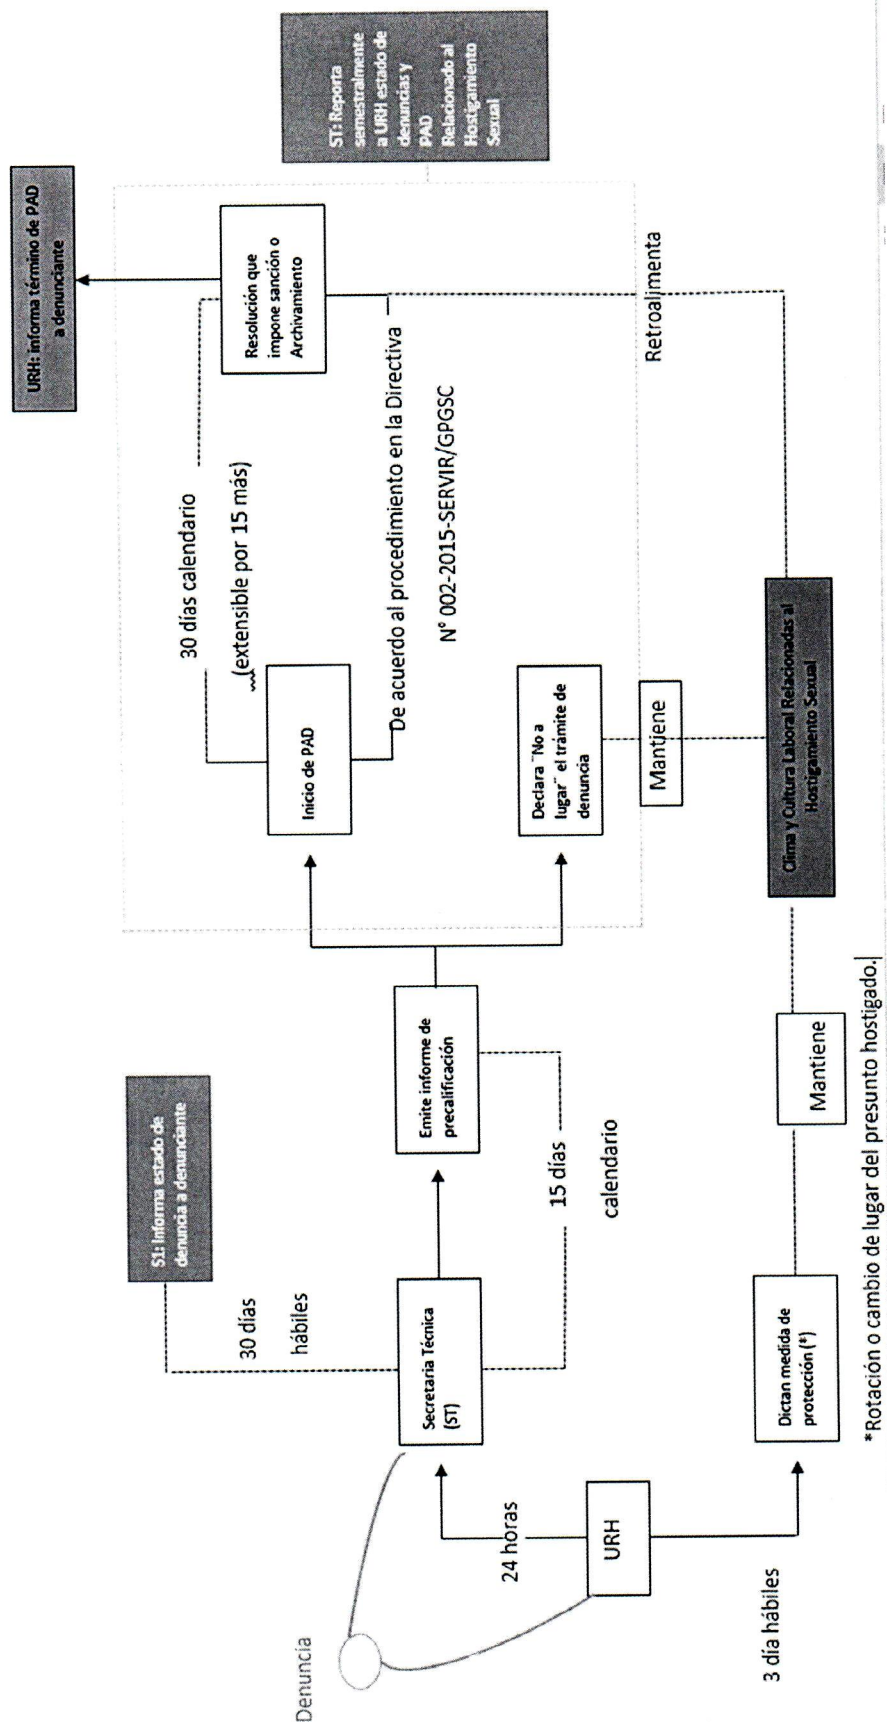 Denuncia
24 horas
URH
3 día hábiles
30 días
hábiles
Secretaria Técnica
(ST)
15 días
calendario
Dictan medida de
protección (*)
S1: Informa estado de
denuncia a denunciante
Emite informe de
precalificación
Mantiene
*Rotación o cambio de lugar del presunto hostigado.
30 días calendario
(extensible por 15 más)
Inicio de PAD
De acuerdo al procedimiento en la Directiva
N° 002-2015-SERVIR/GPGSC
Declara ¨No a
lugar¨ el trámite de
denuncia
Mantiene
Clima y Cultura Laboral Relacionadas al
Hostigamiento Sexual
URH: informa término de PAD
a denunciante
Resolución que
impone sanción o
Archivamiento
Retroalimenta
ST: Reporta
semestralmente
a URH estado de
denuncias y
PAD
Relacionado al
Hostigamiento
Sexual